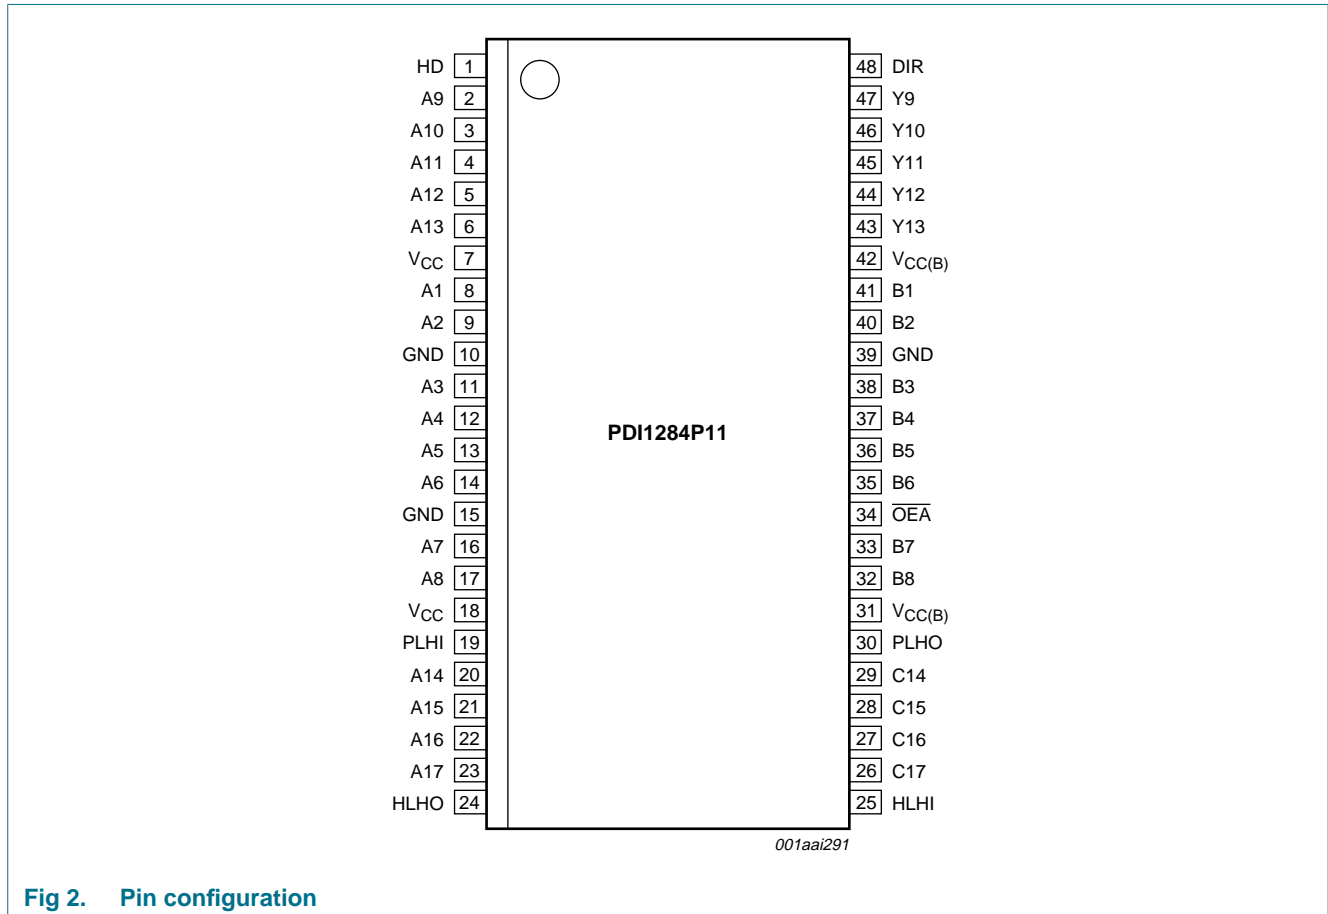 HD 1
A9 2
A10 3
A11 4
A12 5
A13 6
VCC 7
A1 8
A2 9
GND 10
A3 11
A4 12
A5 13
A6 14
GND 15
A7 16
A8 17
VCC 18
PLHI 19
A14 20
A15 21
A16 22
A17 23
HLHO 24
PDI1284P11
48 DIR
47 Y9
46 Y10
45 Y11
44 Y12
43 Y13
42 VCC(B)
41 B1
40 B2
39 GND
38 B3
37 B4
36 B5
35 B6
34 O̅E̅A̅
33 B7
32 B8
31 VCC(B)
30 PLHO
29 C14
28 C15
27 C16
26 C17
25 HLHI
001aai291
Fig 2. Pin configuration